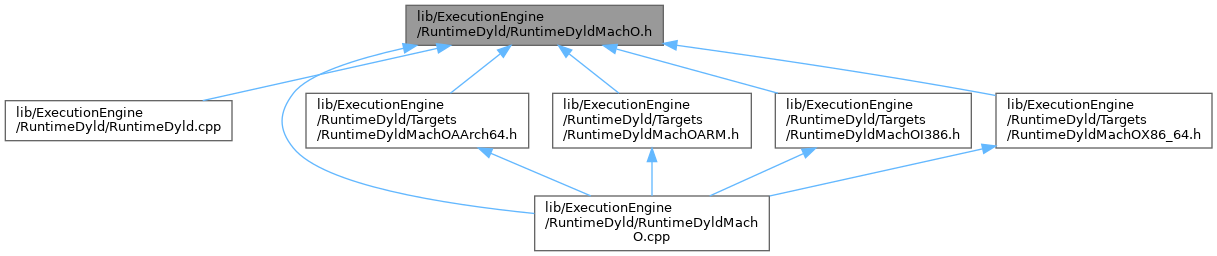 lib/ExecutionEngine
/RuntimeDyld/RuntimeDyldMachO.h
lib/ExecutionEngine
/RuntimeDyld/RuntimeDyld.cpp
lib/ExecutionEngine
/RuntimeDyld/Targets
/RuntimeDyldMachOAArch64.h
lib/ExecutionEngine
/RuntimeDyld/Targets
/RuntimeDyldMachOARM.h
lib/ExecutionEngine
/RuntimeDyld/Targets
/RuntimeDyldMachOI386.h
lib/ExecutionEngine
/RuntimeDyld/Targets
/RuntimeDyldMachOX86_64.h
lib/ExecutionEngine
/RuntimeDyld/RuntimeDyldMach
O.cpp